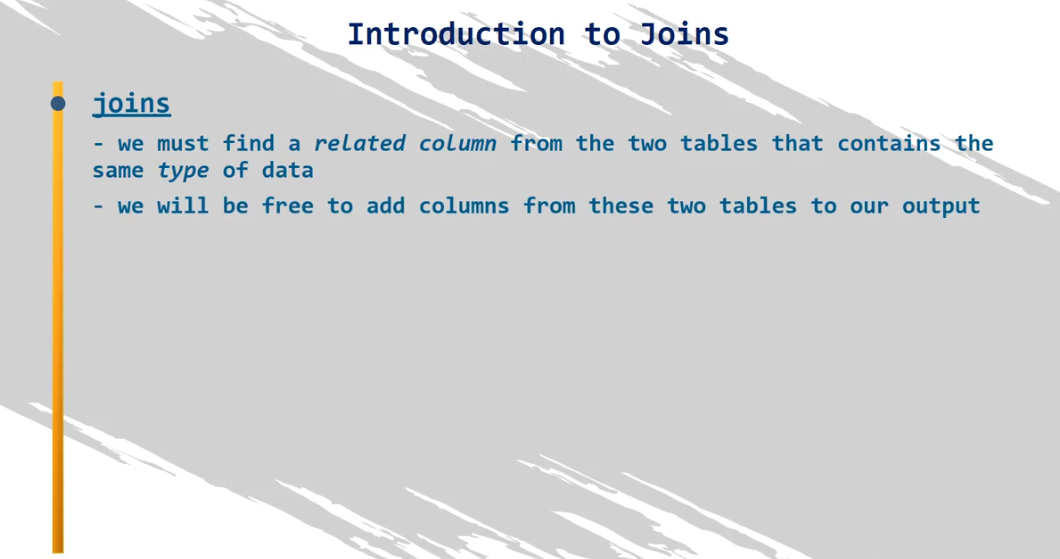 Introduction to Joins
joins
- we must find a related column from the two tables that contains the
same type of data
- we will be free to add columns from these two tables to our output